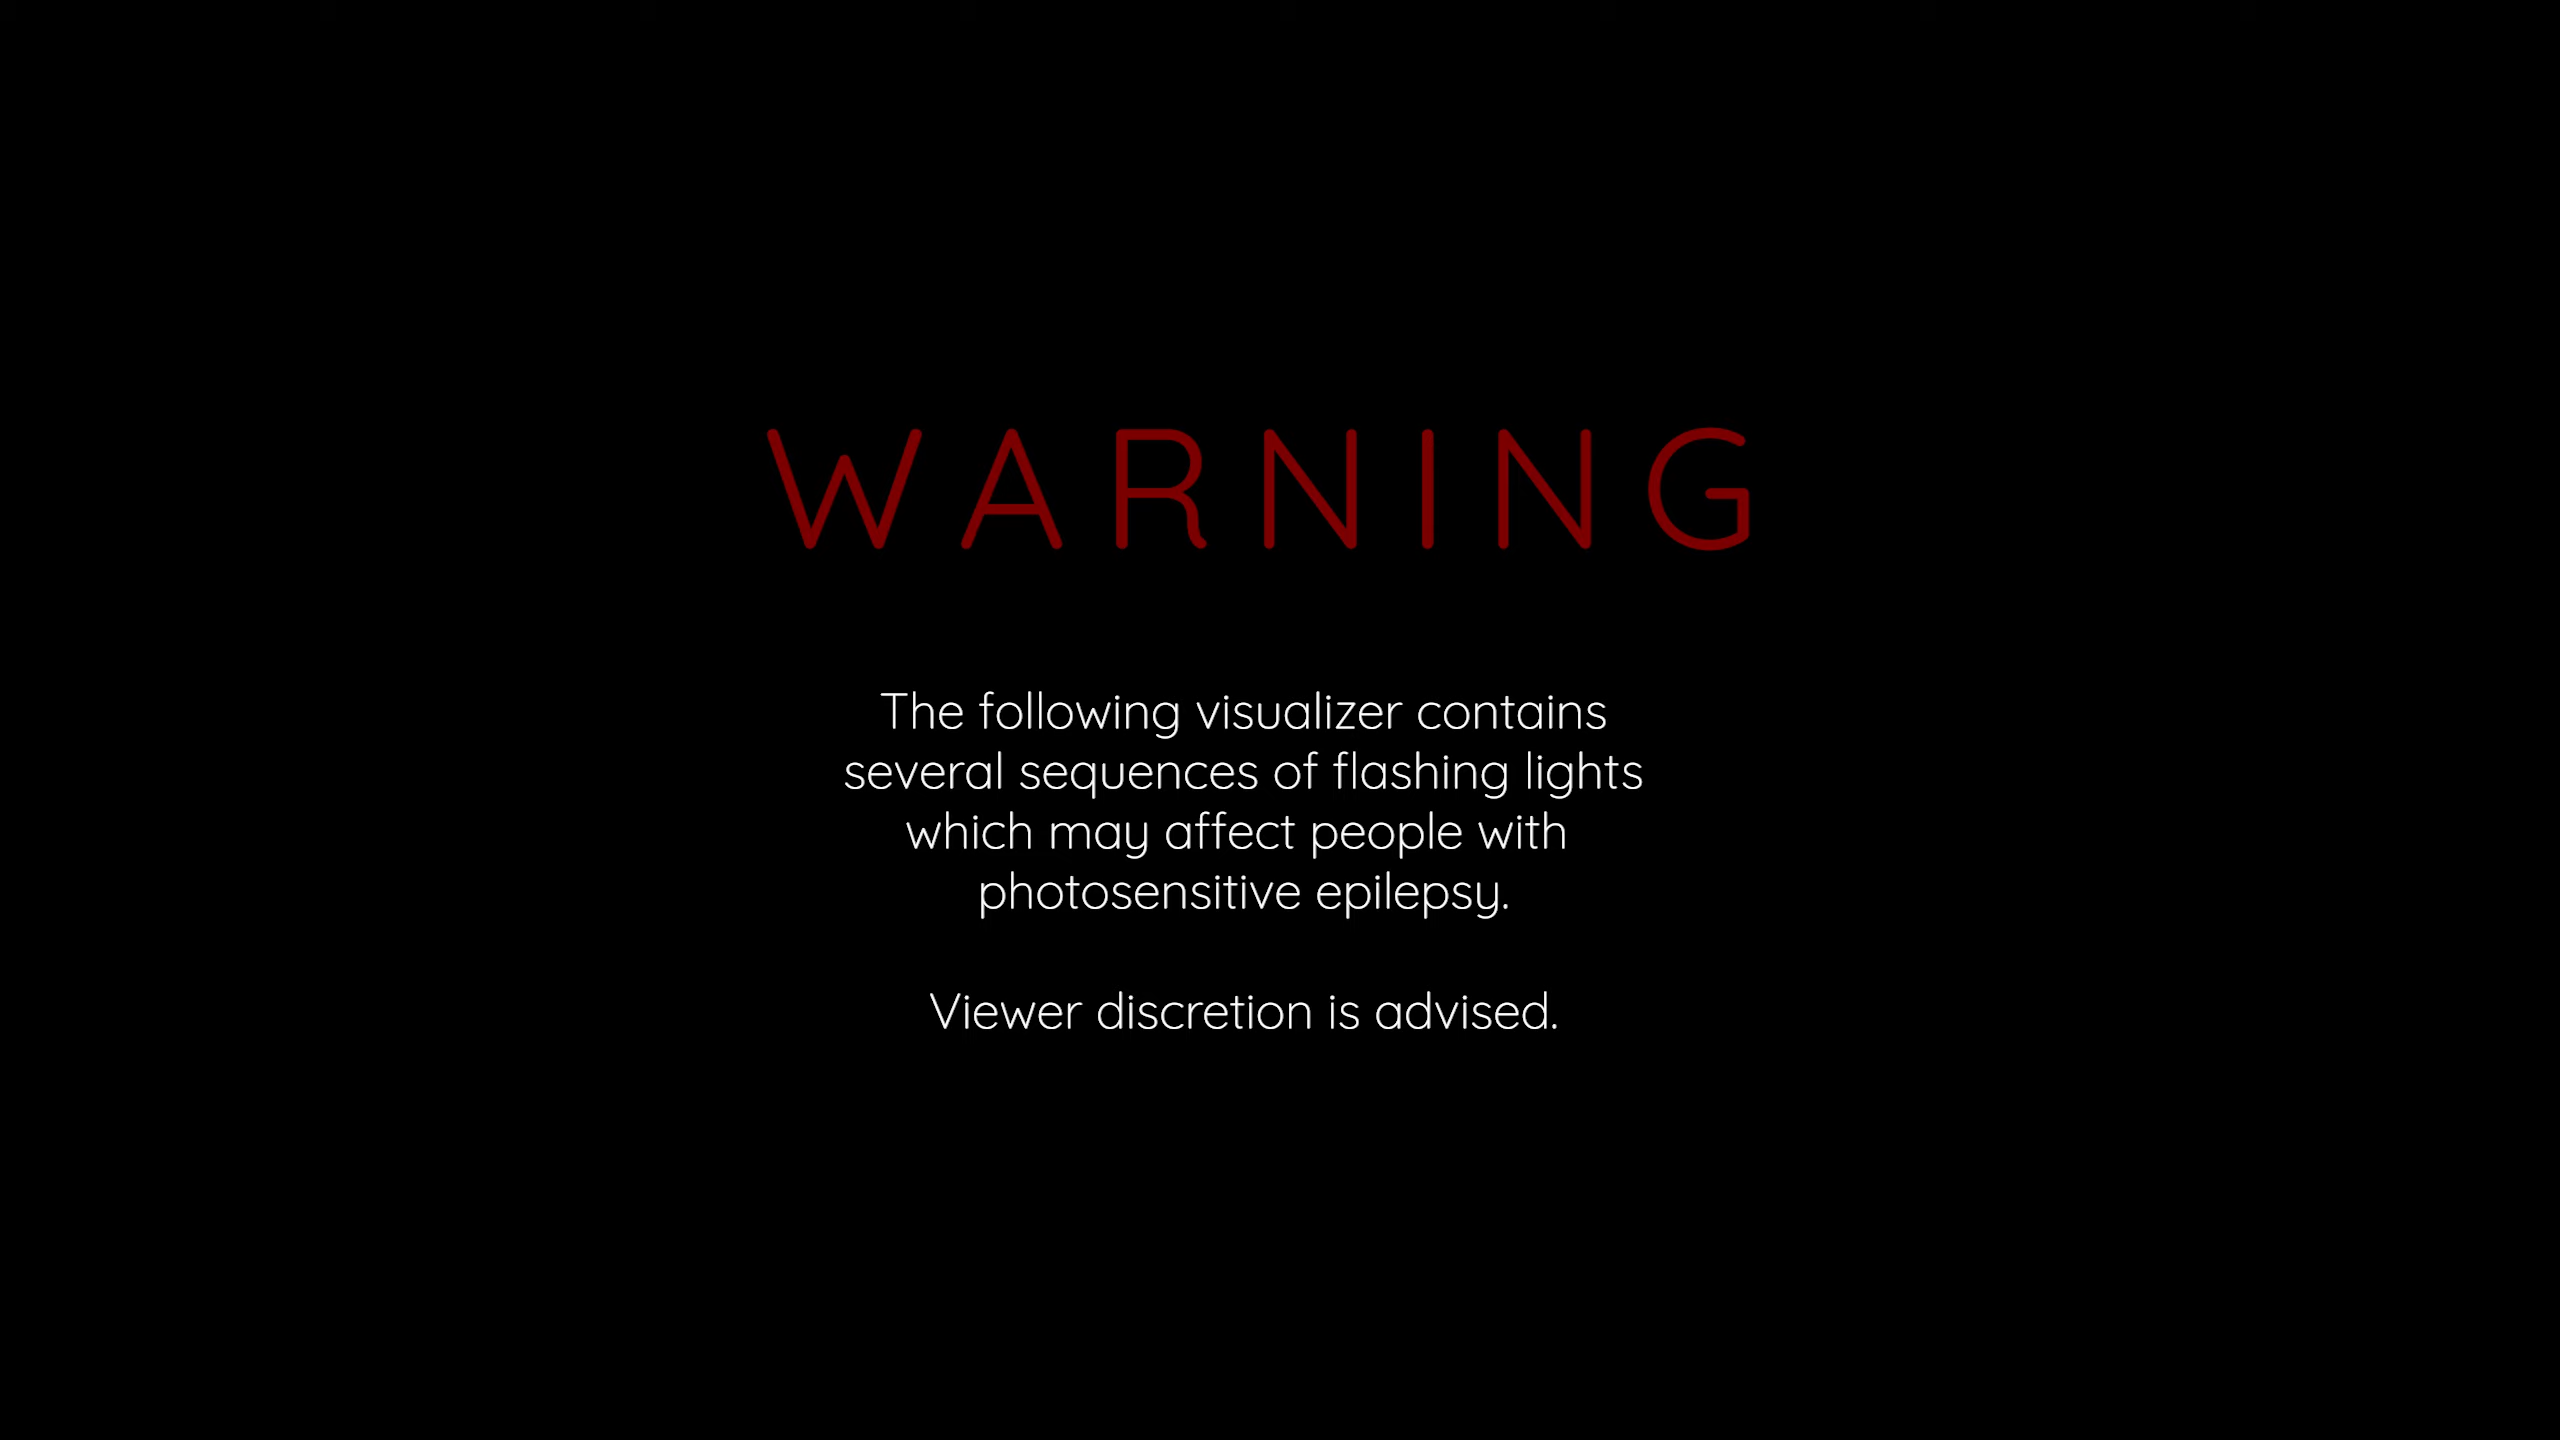 WARNING
The following visualizer contains
several sequences of flashing lights
which may affect people with
photosensitive epilepsy.
Viewer discretion is advised.